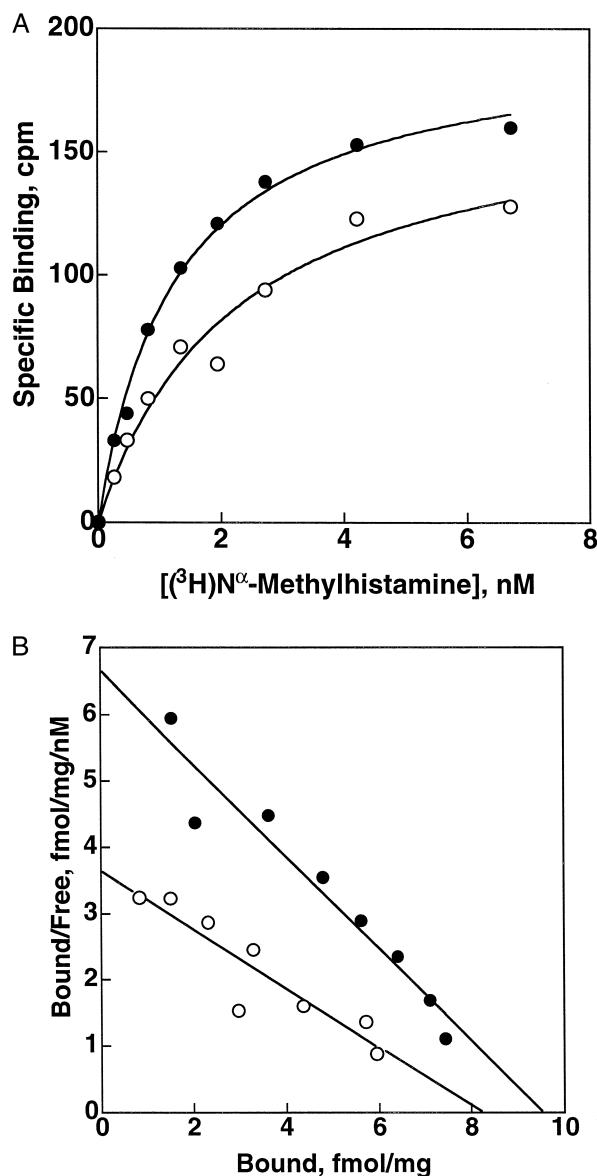 A
200
150
100
50
0
Specific Binding, cpm
0 2 4 6 8
[(³H)Nᵅ-Methylhistamine], nM
B
7
6
5
4
3
2
1
0
Bound/Free, fmol/mg/nM
0 2 4 6 8 10
Bound, fmol/mg